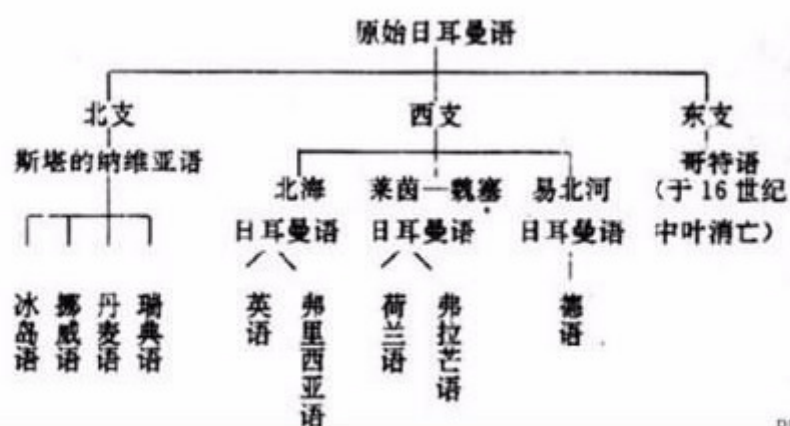 原始日耳曼语
北支 西支 东支
斯堪的纳维亚语 哥特语
北海 莱茵—魏塞 易北河 (于16世纪
日耳曼语 日耳曼语 日耳曼语 中叶消亡)
冰岛语
挪威语
丹麦语
瑞典语
英语
弗里西亚语
荷兰语
弗拉芒语
德语